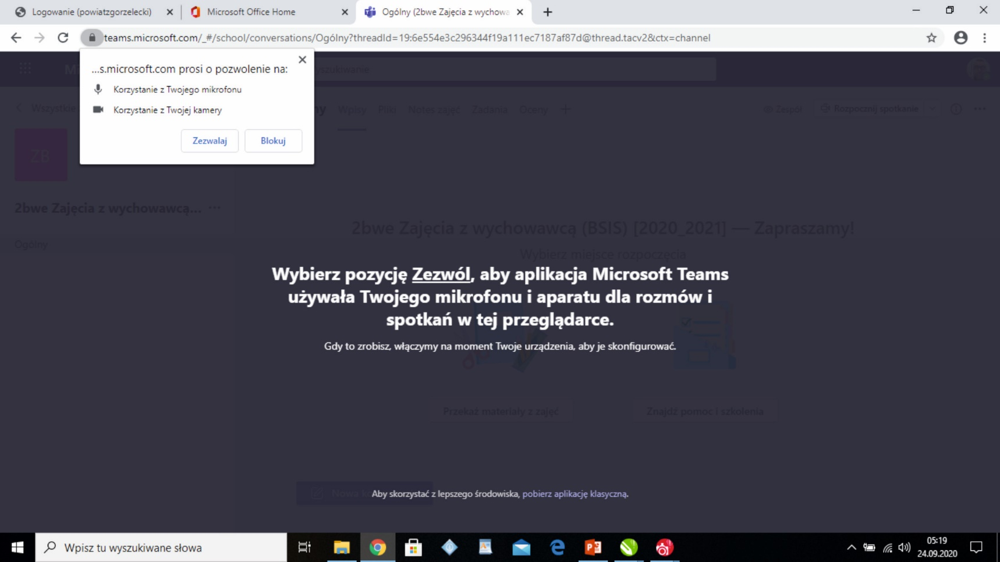 Logowanie (powiatzgorzelecki)
Microsoft Office Home
Ogólny (2bwe Zajęcia z wychowa
teams.microsoft.com/_#/school/conversations/Ogólny?threadId=19:6e554e3c296344f19a111ec7187af87d@thread.tacv2&ctx=channel
...s.microsoft.com prosi o pozwolenie na:
Korzystanie z Twojego mikrofonu
Korzystanie z Twojej kamery
Zezwalaj
Blokuj
Mi
yszukiwanie
Wszystkie
ny
Wpisy
Pliki
Notes zajęć
Zadania
Oceny
Zespół
Rozpocznij spotkanie
ZB
2bwe Zajęcia z wychowawcą...
Ogólny
2bwe Zajęcia z wychowawcą (BSIS) [2020_2021] — Zapraszamy!
Wybierz miejsce rozpoczęcia
Wybierz pozycję Zezwól, aby aplikacja Microsoft Teams
używała Twojego mikrofonu i aparatu dla rozmów i
spotkań w tej przeglądarce.
Gdy to zrobisz, włączymy na moment Twoje urządzenia, aby je skonfigurować.
Przekaż materiały z zajęć
Znajdź pomoc i szkolenia
Nowa
Aby skorzystać z lepszego środowiska, pobierz aplikację klasyczną.
Wpisz tu wyszukiwane słowa
05:19
24.09.2020